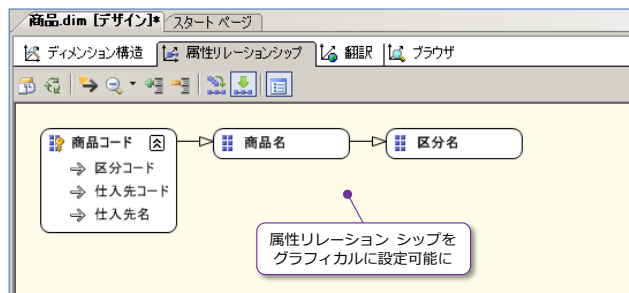 商品.dim [デザイン]* スタート ページ
ディメンション構造 属性リレーションシップ 翻訳 ブラウザ
商品コード 商品名 区分名
区分コード
仕入先コード
仕入先名
属性リレーション シップを
グラフィカルに設定可能に